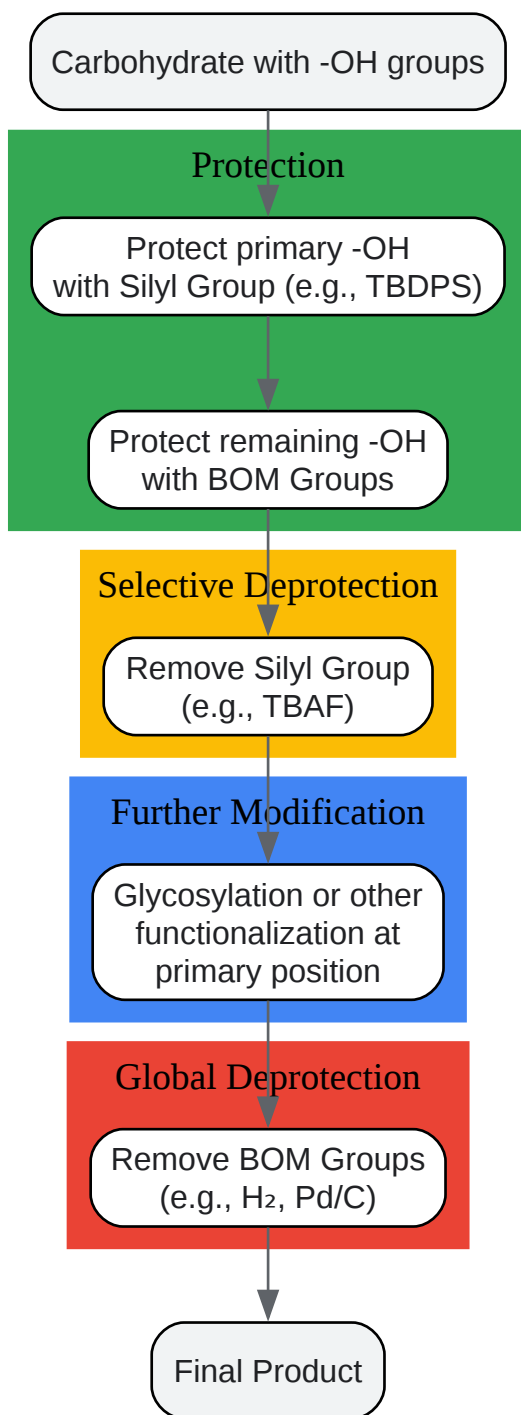 Carbohydrate with -OH groups
Protection
Protect primary -OH
with Silyl Group (e.g., TBDPS)
Protect remaining -OH
with BOM Groups
Selective Deprotection
Remove Silyl Group
(e.g., TBAF)
Further Modification
Glycosylation or other
functionalization at
primary position
Global Deprotection
Remove BOM Groups
(e.g., H₂, Pd/C)
Final Product